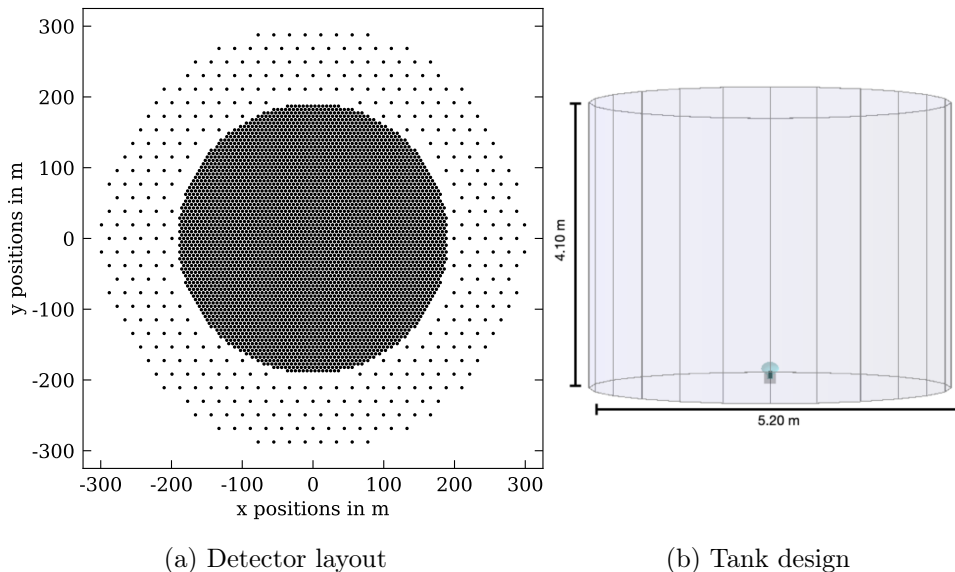 300
200
100
0
-100
-200
-300
y positions in m
-300 -200 -100 0 100 200 300
x positions in m
4.10 m
5.20 m
(a) Detector layout
(b) Tank design